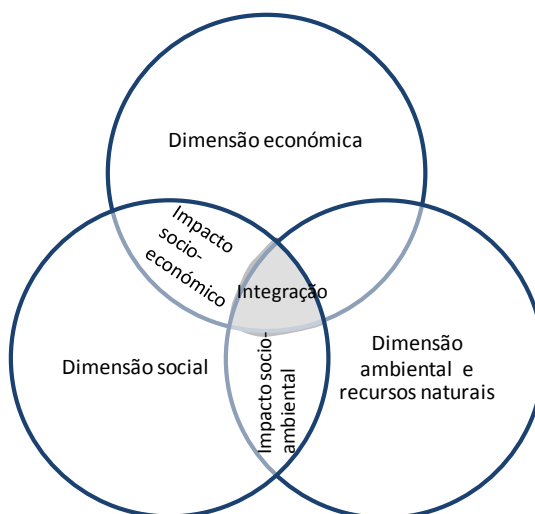 Dimensão económica
Impacto
socio-
económico
Integração
Dimensão social
Impacto socio-
ambiental
Dimensão
ambiental e
recursos naturais